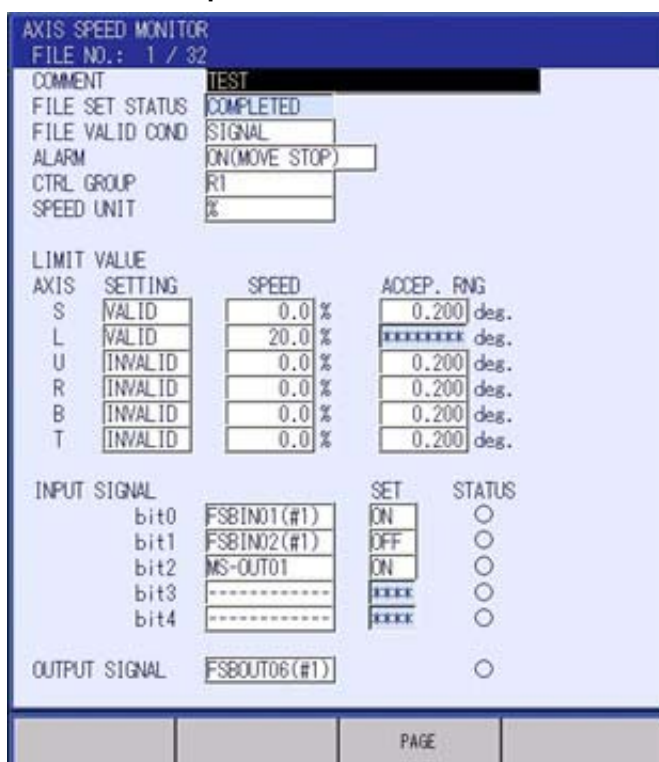 AXIS SPEED MONITOR
FILE NO.: 1 / 32
COMMENT TEST
FILE SET STATUS COMPLETED
FILE VALID COND SIGNAL
ALARM ON(MOVE STOP)
CTRL GROUP R1
SPEED UNIT %
LIMIT VALUE
AXIS SETTING SPEED ACCEP. RNG
S VALID 0.0 % 0.200 deg.
L VALID 20.0 % ******** deg.
U INVALID 0.0 % 0.200 deg.
R INVALID 0.0 % 0.200 deg.
B INVALID 0.0 % 0.200 deg.
T INVALID 0.0 % 0.200 deg.
INPUT SIGNAL SET STATUS
bit0 FSBIN01(#1) ON ○
bit1 FSBIN02(#1) OFF ○
bit2 MS-OUT01 ON ○
bit3 ------------ **** ○
bit4 ------------ **** ○
OUTPUT SIGNAL FSBOUT06(#1) ○
PAGE